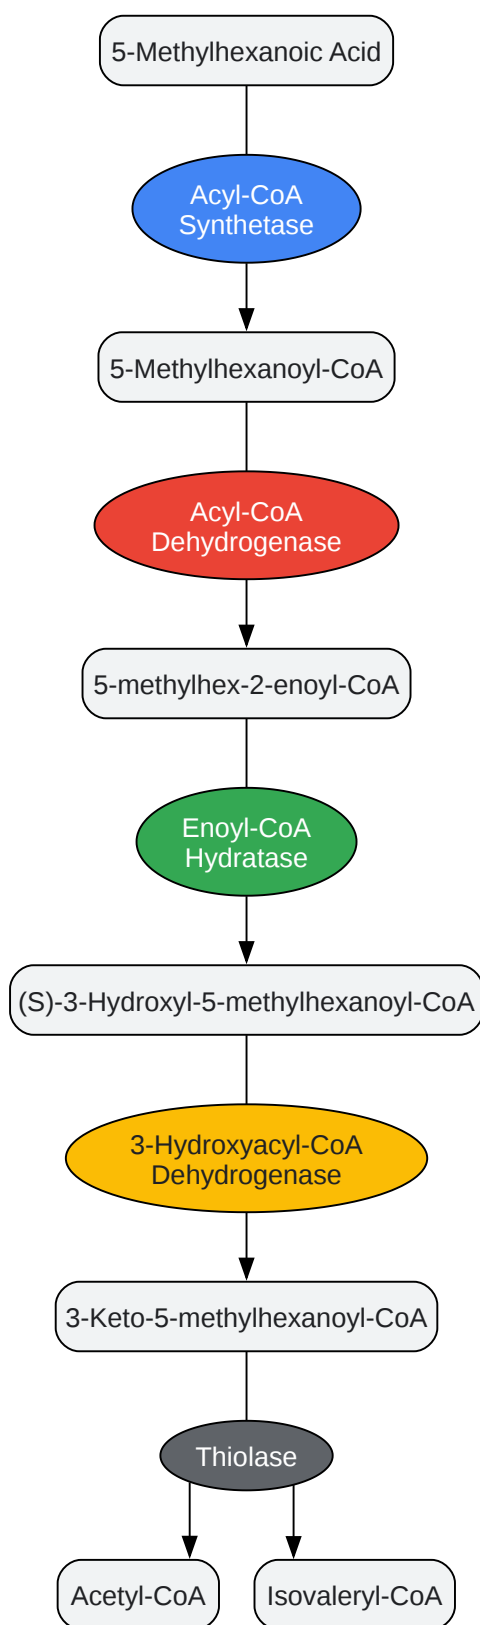 5-Methylhexanoic Acid
Acyl-CoA
Synthetase
5-Methylhexanoyl-CoA
Acyl-CoA
Dehydrogenase
5-methylhex-2-enoyl-CoA
Enoyl-CoA
Hydratase
(S)-3-Hydroxyl-5-methylhexanoyl-CoA
3-Hydroxyacyl-CoA
Dehydrogenase
3-Keto-5-methylhexanoyl-CoA
Thiolase
Acetyl-CoA
Isovaleryl-CoA